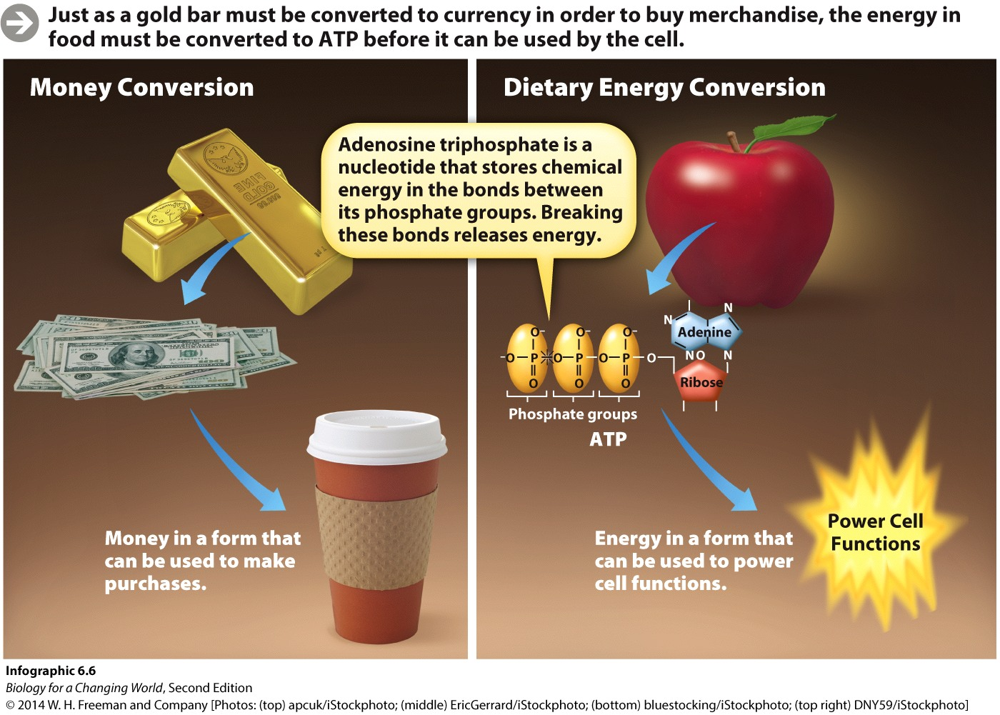 Just as a gold bar must be converted to currency in order to buy merchandise, the energy in
food must be converted to ATP before it can be used by the cell.
Money Conversion
Dietary Energy Conversion
Adenosine triphosphate is a
nucleotide that stores chemical
energy in the bonds between
its phosphate groups. Breaking
these bonds releases energy.
FINE
GOLD
N
N
Adenine
O- O- O-
O P O P O P O
O O O
N O N
Ribose
Phosphate groups
ATP
Money in a form that
can be used to make
purchases.
Energy in a form that
can be used to power
cell functions.
Power Cell
Functions
Infographic 6.6
Biology for a Changing World, Second Edition
© 2014 W. H. Freeman and Company [Photos: (top) apcuk/iStockphoto; (middle) EricGerrard/iStockphoto; (bottom) bluestocking/iStockphoto; (top right) DNY59/iStockphoto]